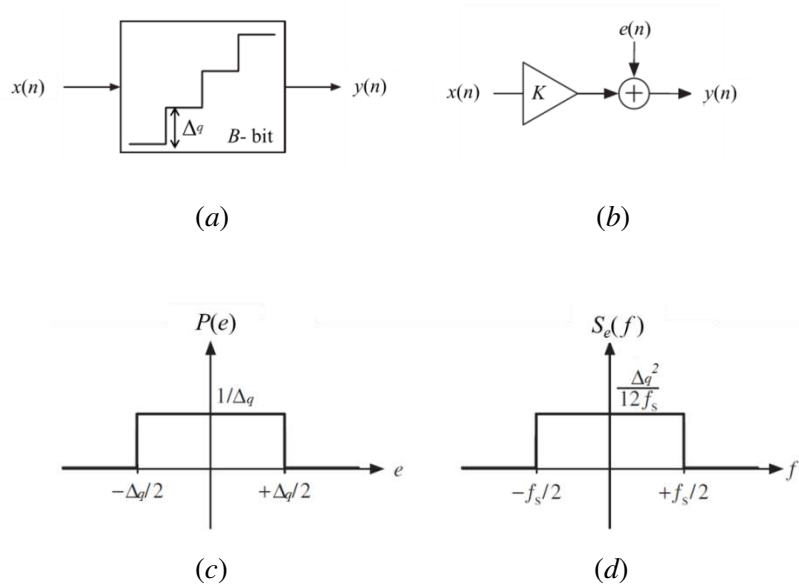 x(n)
Δq
B- bit
y(n)
(a)
x(n)
K
e(n)
y(n)
(b)
P(e)
1/Δq
−Δq/2
+Δq/2
e
(c)
Se(f)
Δq²
12fs
−fs/2
+fs/2
f
(d)